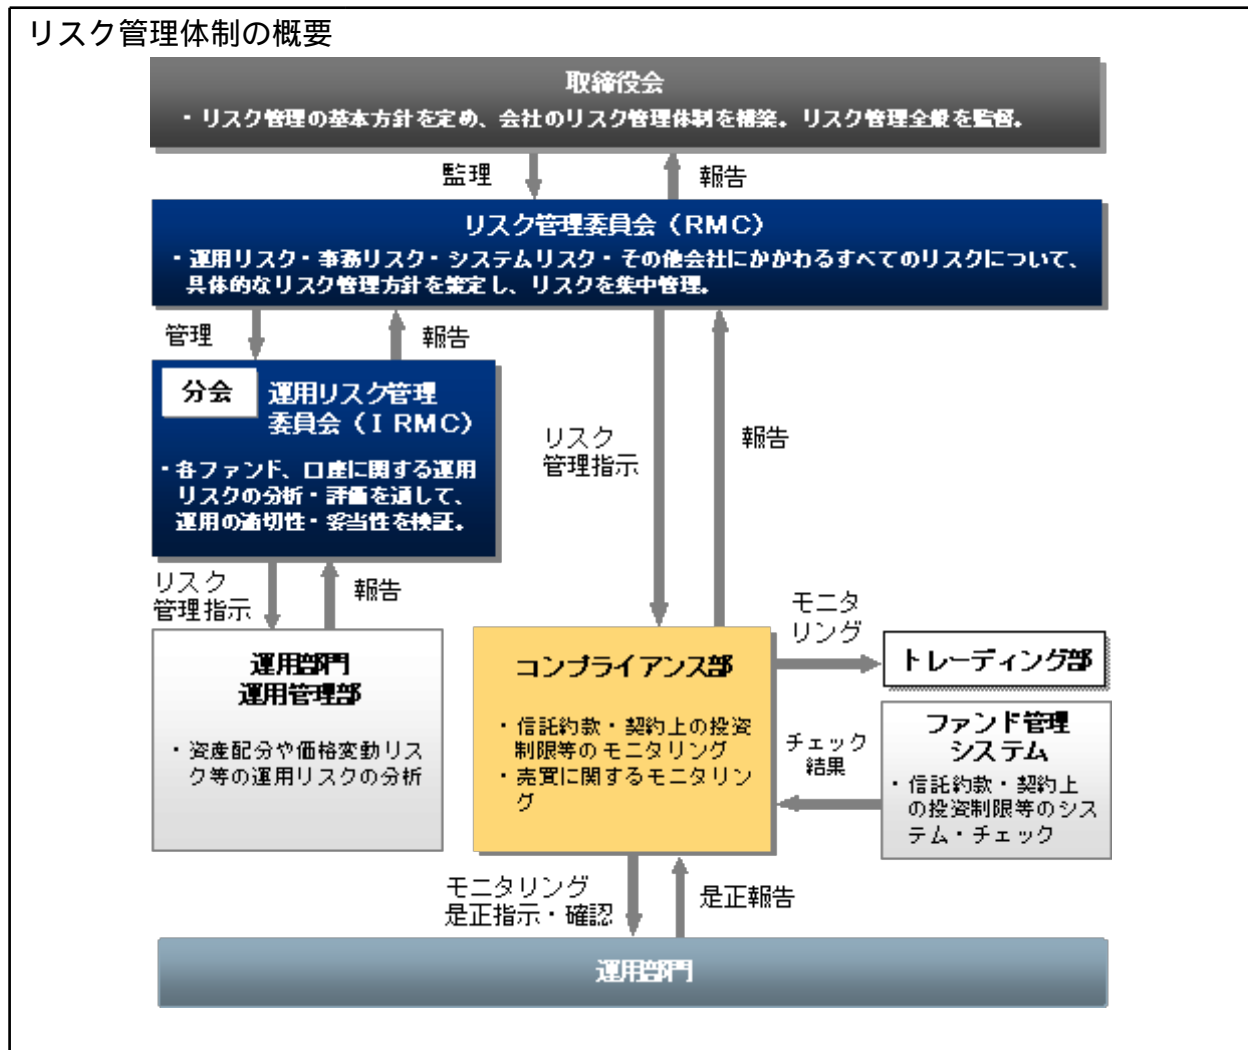 リスク管理体制の概要
取締役会
・リスク管理の基本方針を定め、会社のリスク管理体制を構築。リスク管理全般を監督。
監理
報告
リスク管理委員会（RMC）
・運用リスク・事務リスク・システムリスク・その他会社にかかわるすべてのリスクについて、
具体的なリスク管理方針を策定し、リスクを集中管理。
管理
報告
分会
運用リスク管理
委員会（IRMC）
・各ファンド、口座に関する運用
リスクの分析・評価を通して、
運用の適切性・妥当性を検証。
リスク
管理指示
報告
リスク
管理指示
報告
運用部門
運用管理部
・資産配分や価格変動リス
ク等の運用リスクの分析
コンプライアンス部
・信託約款・契約上の投資
制限等のモニタリング
・売買に関するモニタリン
グ
モニタ
リング
トレーディング部
チェック
結果
ファンド管理
システム
・信託約款・契約上
の投資制限等のシス
テム・チェック
モニタリング
是正指示・確認
是正報告
運用部門